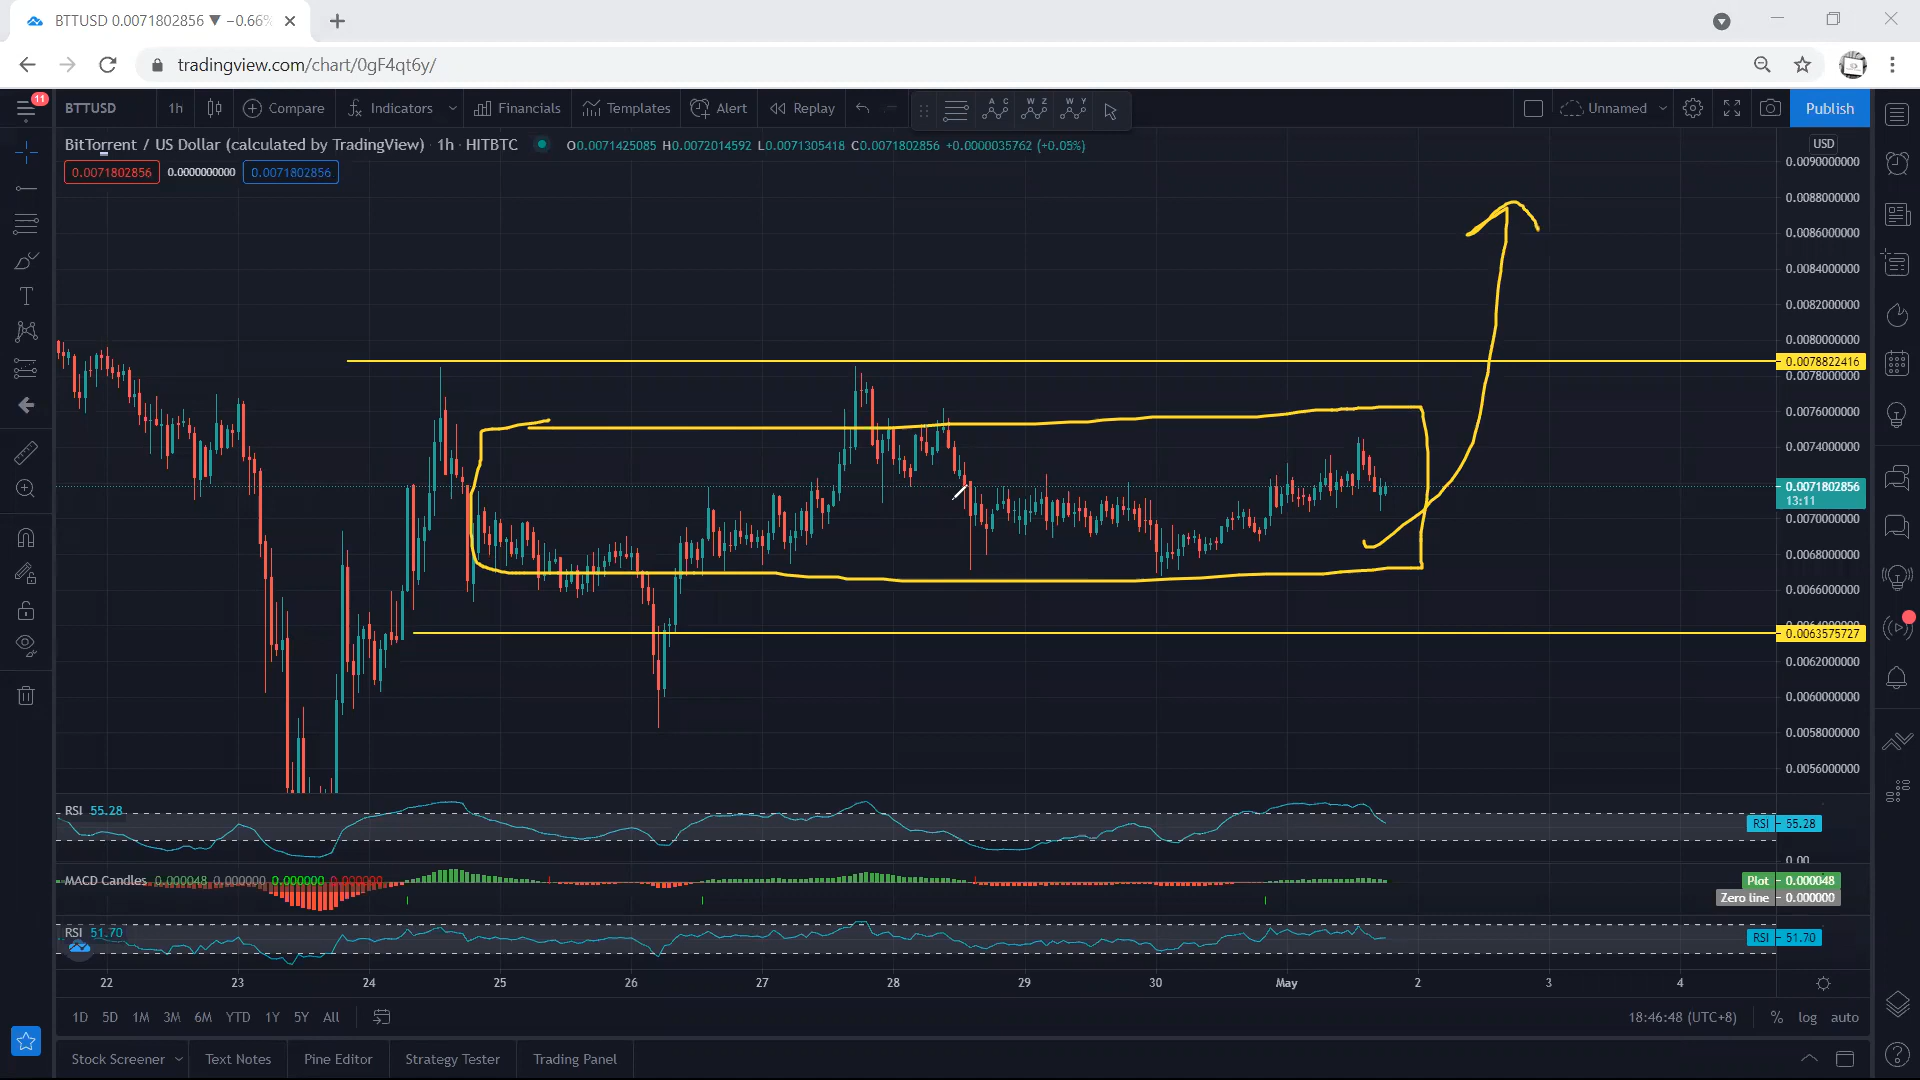 BTTUSD 0.0071802856 ▼ −0.66%
tradingview.com/chart/0gF4qt6y/
11
BTTUSD 1h Compare Indicators Financials Templates Alert Replay A C W Z W Y Unnamed Publish
BitTorrent / US Dollar (calculated by TradingView) · 1h · HITBTC O0.0071425085 H0.0072014592 L0.0071305418 C0.0071802856 +0.0000035762 (+0.05%)
0.0071802856 0.0000000000 0.0071802856
USD
0.0090000000
0.0088000000
0.0086000000
0.0084000000
0.0082000000
0.0080000000
0.0078822416
0.0078000000
0.0076000000
0.0074000000
0.0071802856
13:11
0.0070000000
0.0068000000
0.0066000000
0.0063575727
0.0062000000
0.0060000000
0.0058000000
0.0056000000
RSI 55.28
RSI 55.28
0.00
MACD Candles 0.000048 0.000000 0.000000 0.000000
Plot 0.000048
Zero line 0.000000
RSI 51.70
RSI 51.70
22 23 24 25 26 27 28 29 30 May 2 3 4
1D 5D 1M 3M 6M YTD 1Y 5Y All 18:46:48 (UTC+8) % log auto
Stock Screener Text Notes Pine Editor Strategy Tester Trading Panel